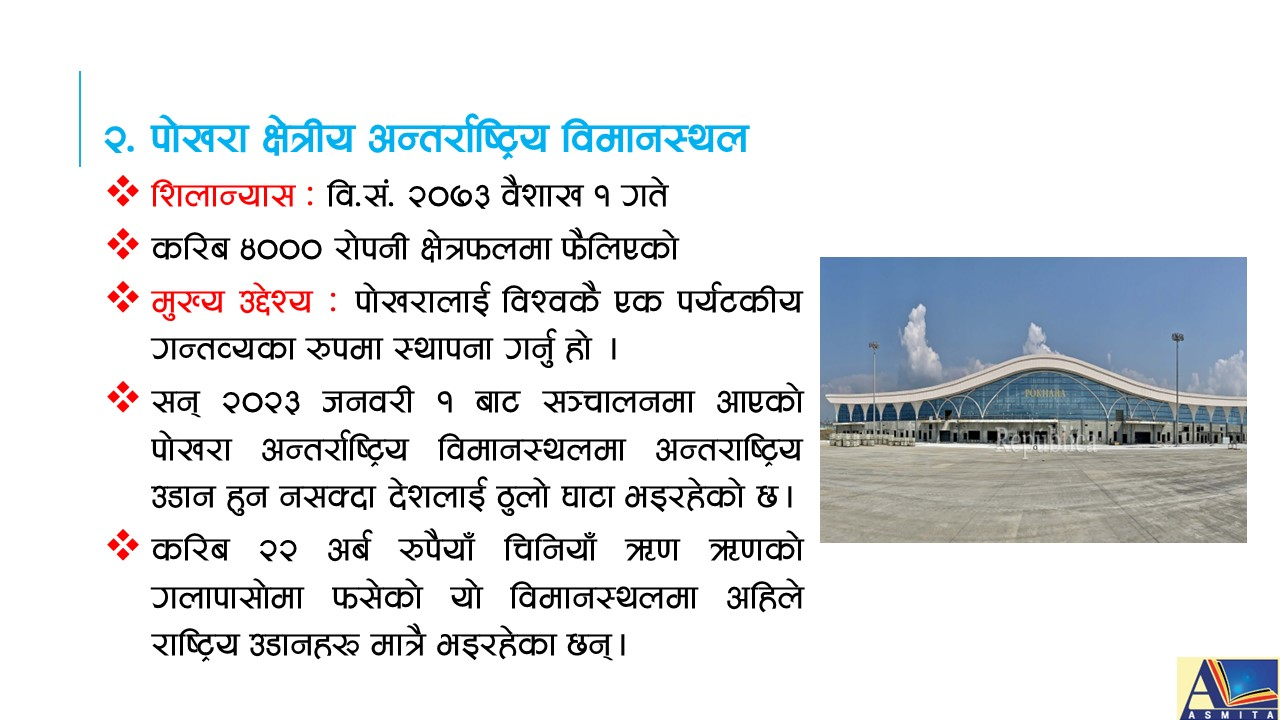 २. पोखरा क्षेत्रीय अन्तर्राष्ट्रिय विमानस्थल
❖ शिलान्यास : वि.सं. २०७३ वैशाख १ गते
❖ करिब ४००० रोपनी क्षेत्रफलमा फैलिएको
❖ मुख्य उद्देश्य : पोखरालाई विश्वकै एक पर्यटकीय
गन्तव्यका रुपमा स्थापना गर्नु हो ।
❖ सन् २०२३ जनवरी १ बाट सञ्चालनमा आएको
पोखरा अन्तर्राष्ट्रिय विमानस्थलमा अन्तराष्ट्रिय
उडान हुन नसक्दा देशलाई ठुलो घाटा भइरहेको छ।
❖ करिब २२ अर्ब रुपैयाँ चिनियाँ ऋण ऋणको
गलापासोमा फसेको यो विमानस्थलमा अहिले
राष्ट्रिय उडानहरू मात्रै भइरहेका छन्।
POKHARA
Republica
ASMITA